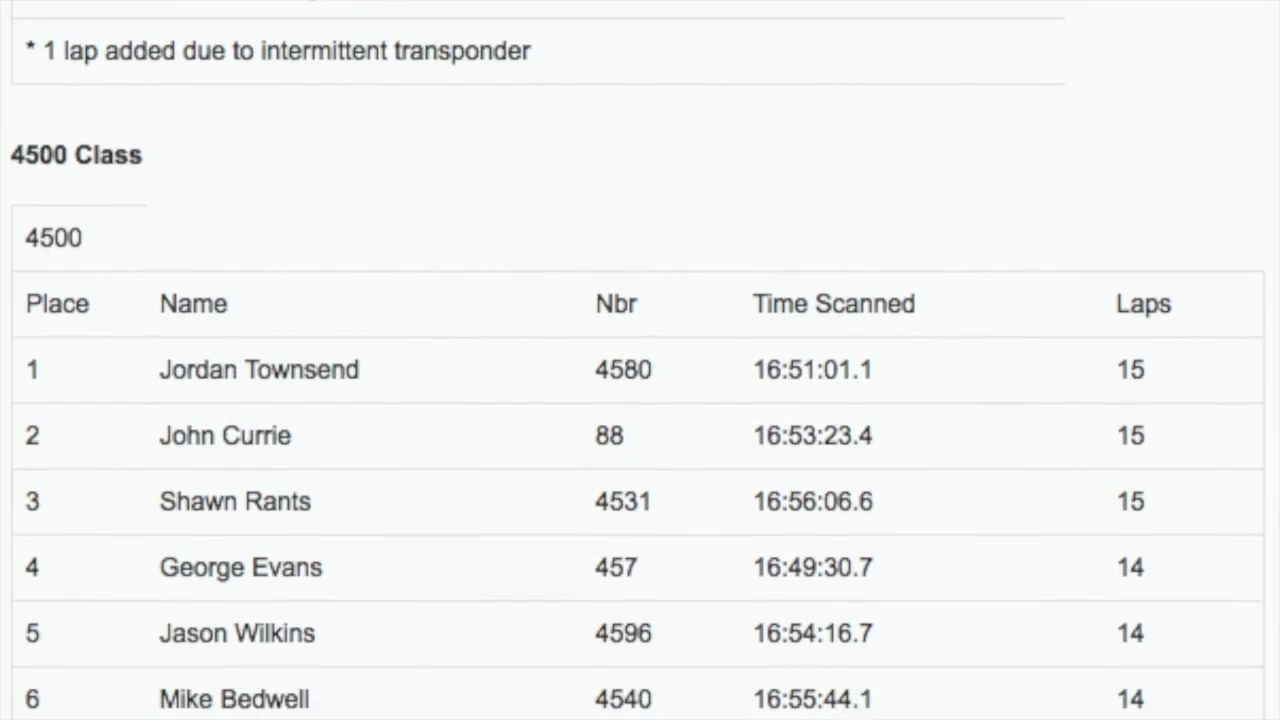 * 1 lap added due to intermittent transponder
4500 Class
4500
Place Name Nbr Time Scanned Laps
1 Jordan Townsend 4580 16:51:01.1 15
2 John Currie 88 16:53:23.4 15
3 Shawn Rants 4531 16:56:06.6 15
4 George Evans 457 16:49:30.7 14
5 Jason Wilkins 4596 16:54:16.7 14
6 Mike Bedwell 4540 16:55:44.1 14